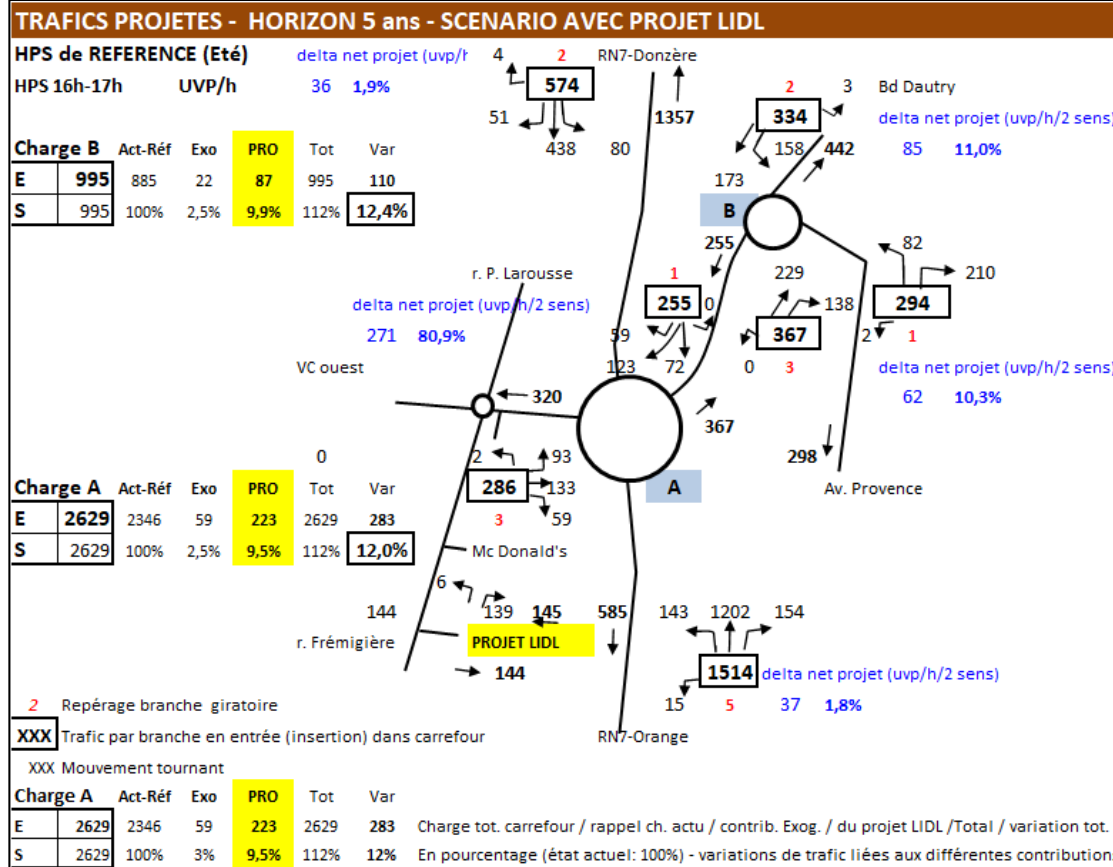 TRAFICS PROJETES - HORIZON 5 ans - SCENARIO AVEC PROJET LIDL
HPS de REFERENCE (Eté) delta net projet (uvp/h 4 2 RN7-Donzère
HPS 16h-17h UVP/h 36 1,9% 574 2 3 Bd Dautry
51 1357 334 delta net projet (uvp/h/2 sens)
Charge B Act-Réf Exo PRO Tot Var 438 80 158 442 85 11,0%
E 995 885 22 87 995 110 173
S 995 100% 2,5% 9,9% 112% 12,4% B
255 82
r. P. Larousse 1 229 210
delta net projet (uvp/h/2 sens) 255 0 138 294
271 80,9% 59 367 2 1
VC ouest 123 72 0 3 delta net projet (uvp/h/2 sens)
320 62 10,3%
367
0 2 93 298
Charge A Act-Réf Exo PRO Tot Var 286 133 A Av. Provence
E 2629 2346 59 223 2629 283 3 59
S 2629 100% 2,5% 9,5% 112% 12,0% Mc Donald's
6
144 139 145 585 143 1202 154
r. Frémigière PROJET LIDL
144 1514 delta net projet (uvp/h/2 sens)
2 Repérage branche giratoire 15 5 37 1,8%
XXX Trafic par branche en entrée (insertion) dans carrefour RN7-Orange
XXX Mouvement tournant
Charge A Act-Réf Exo PRO Tot Var
E 2629 2346 59 223 2629 283 Charge tot. carrefour / rappel ch. actu / contrib. Exog. / du projet LIDL /Total / variation tot.
S 2629 100% 3% 9,5% 112% 12% En pourcentage (état actuel: 100%) - variations de trafic liées aux différentes contribution